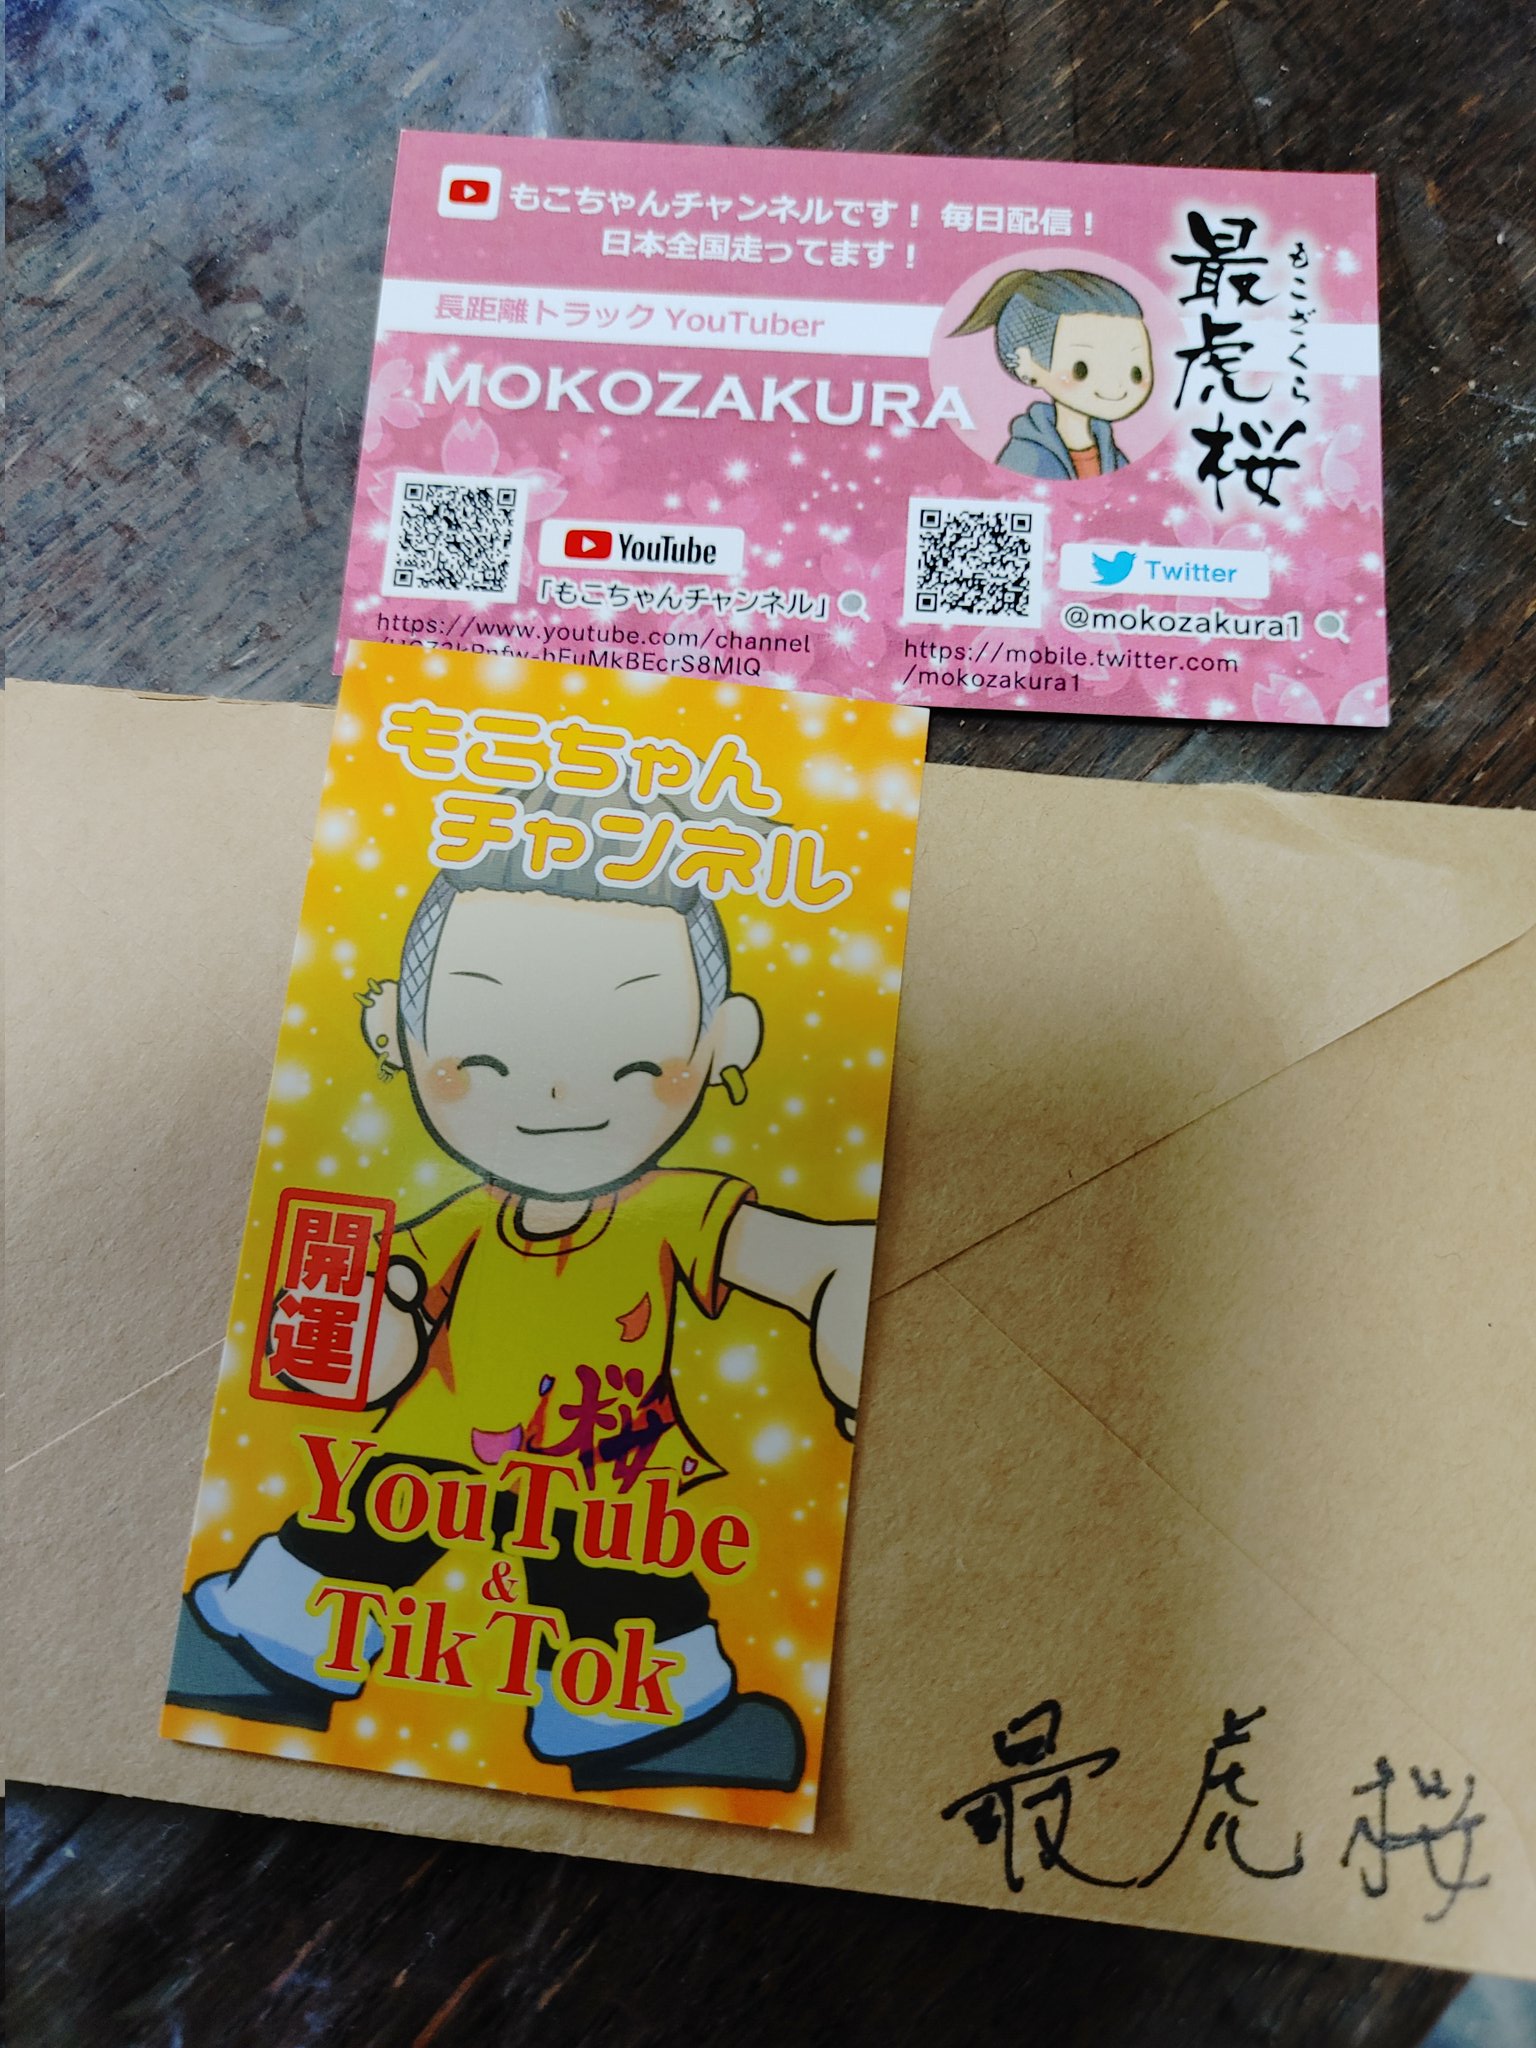 もこちゃんチャンネルです！ 毎日配信！
日本全国走ってます！
長距離トラック YouTuber
MOKOZAKURA
最虎桜
もこざくら
YouTube
「もこちゃんチャンネル」
https://www.youtube.com/channel
Twitter
@mokozakura1
https://mobile.twitter.com
/mokozakura1
もこちゃん
チャンネル
開運
桜
YouTube
&
TikTok
最虎桜